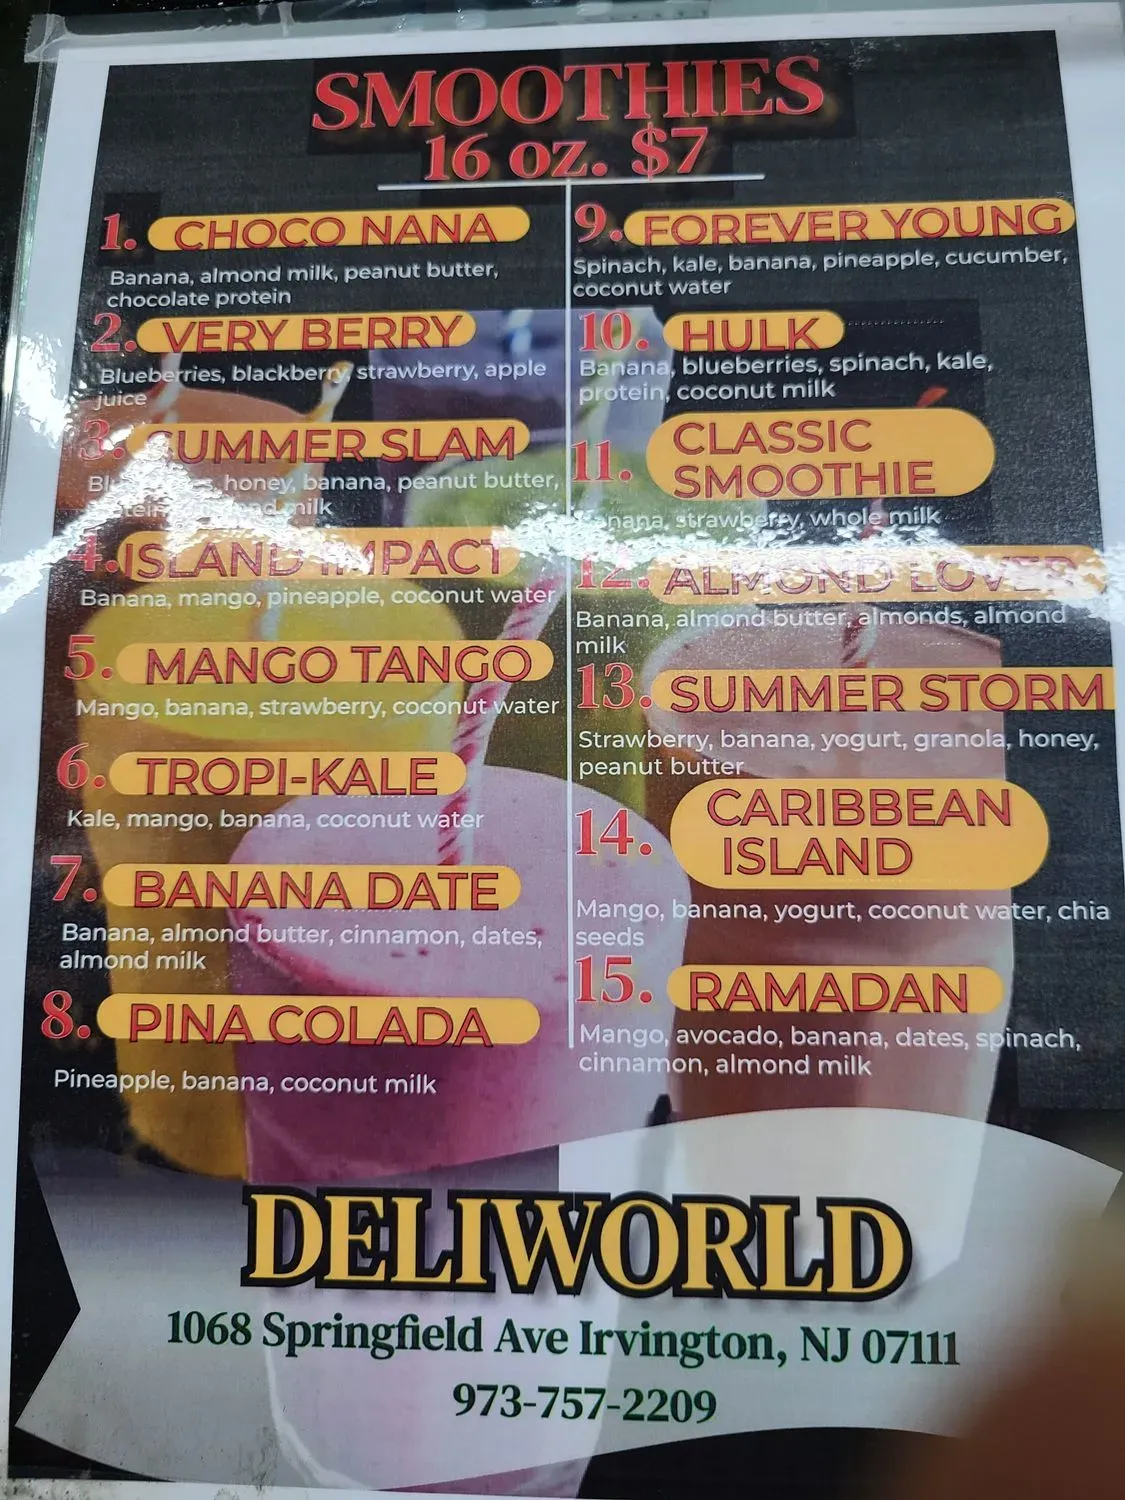 SMOOTHIES
16 oz. $7
1. CHOCO NANA
Banana, almond milk, peanut butter,
chocolate protein
2. VERY BERRY
Blueberries, blackberry, strawberry, apple
juice
3. SUMMER SLAM
honey, banana, peanut butter,
milk
4. ISLAND IMPACT
Banana, mango, pineapple, coconut water
5. MANGO TANGO
Mango, banana, strawberry, coconut water
6. TROPI-KALE
Kale, mango, banana, coconut water
7. BANANA DATE
Banana, almond butter, cinnamon, dates,
almond milk
8. PINA COLADA
Pineapple, banana, coconut milk
9. FOREVER YOUNG
Spinach, kale, banana, pineapple, cucumber,
coconut water
10. HULK
Banana, blueberries, spinach, kale,
protein, coconut milk
11. CLASSIC
SMOOTHIE
Banana, strawberry, whole milk
12. ALMOND LOVER
Banana, almond butter, almonds, almond
milk
13. SUMMER STORM
Strawberry, banana, yogurt, granola, honey,
peanut butter
14. CARIBBEAN
ISLAND
Mango, banana, yogurt, coconut water, chia
seeds
15. RAMADAN
Mango, avocado, banana, dates, spinach,
cinnamon, almond milk
DELIWORLD
1068 Springfield Ave Irvington, NJ 07111
973-757-2209